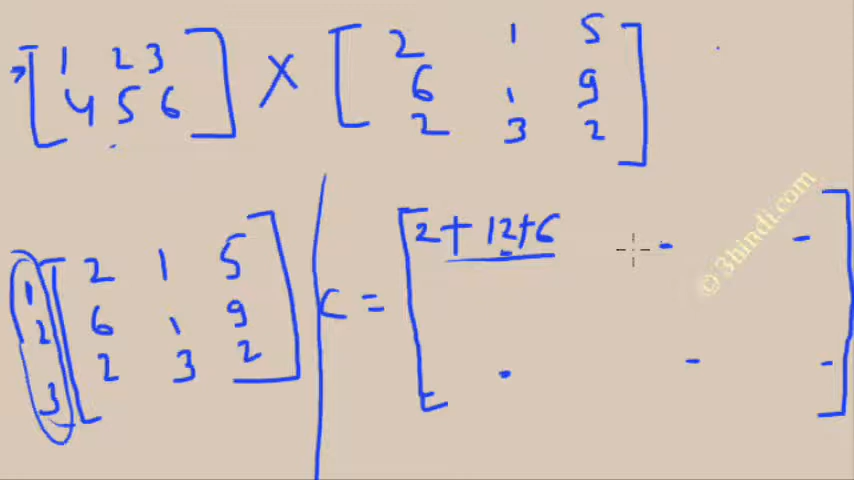 [1 2 3] × [2 1 5]
[4 5 6] [6 1 9]
[2 3 2]
1 [2 1 5] C = [2 + 12 + 6 - -]
2 [6 1 9]
3 [2 3 2] [. - -]
© 3hindi.com